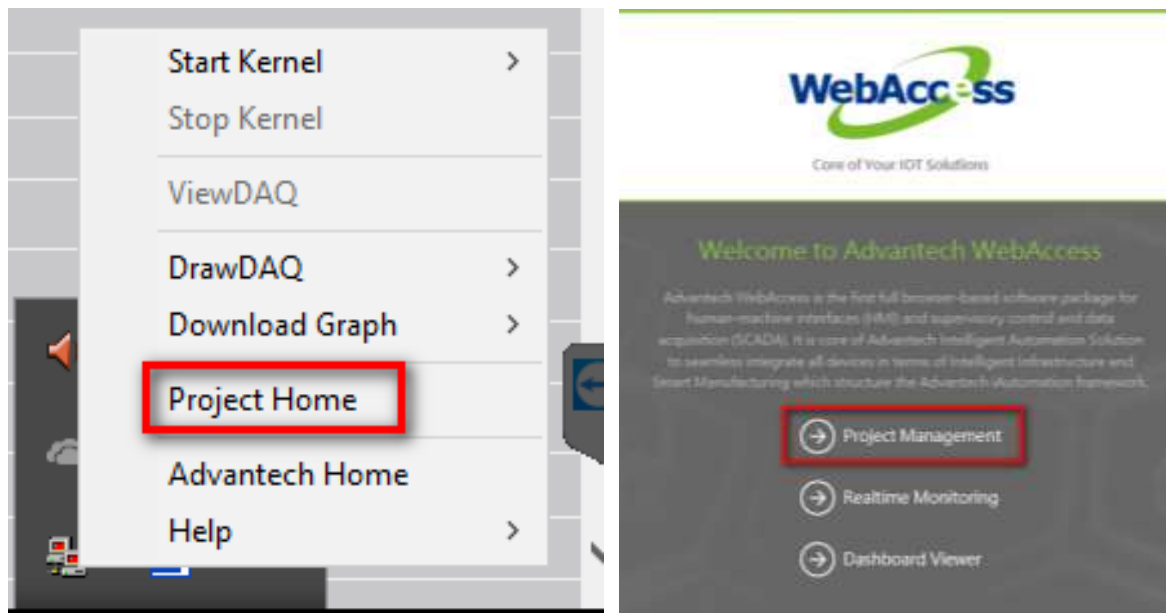 Start Kernel
Stop Kernel
ViewDAQ
DrawDAQ
Download Graph
Project Home
Advantech Home
Help
WebAccess
Core of Your IOT Solutions
Welcome to Advantech WebAccess
Advantech WebAccess is the first full browser-based software package for
human-machine interfaces (HMI) and supervisory control and data
acquisition (SCADA). It is core of Advantech Intelligent Automation Solution
to seamless integrate all devices in terms of Intelligent Infrastructure and
Smart Manufacturing which structure the Advantech iAutomation framework.
Project Management
Realtime Monitoring
Dashboard Viewer